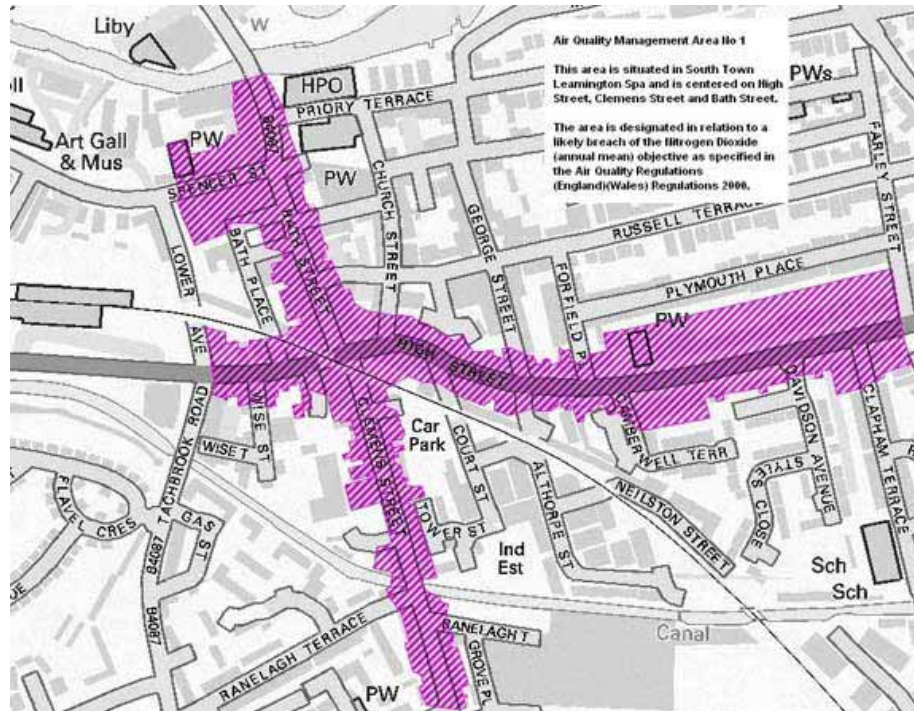 Air Quality Management Area No 1
This area is situated in South Town
Leamington Spa and is centered on High
Street, Clemens Street and Bath Street.
The area is designated in relation to a
likely breach of the Nitrogen Dioxide
(annual mean) objective as specified in
the Air Quality Regulations
(England)(Wales) Regulations 2000.
Liby
W
HPO
PRIORY TERRACE
PWs
oll
Art Gall
& Mus
PW
B4087
PW
SPENCER ST
CHURCH STREET
FARLEY STREET
BATH STREET
GEORGE STREET
RUSSELL TERRACE
LOWER
AVE
BATH PLACE
FORFIELD PL
PLYMOUTH PLACE
PW
HIGH STREET
WISE ST
WISE T
CLEMENS STREET
Car
Park
COURT ST
CAMBERWELL TERR
DAVIDSON AVENUE
CLAPHAM TERRACE
TACHBROOK ROAD
FLAVEL CRES
GAS ST
TOWER ST
ALTHORPE ST
NEILSTON STREET
STYLES CLOSE
B4087
Ind
Est
Sch
Sch
B4087
RANELAGH TERRACE
RANELAGH T
GROVE PL
Canal
PW